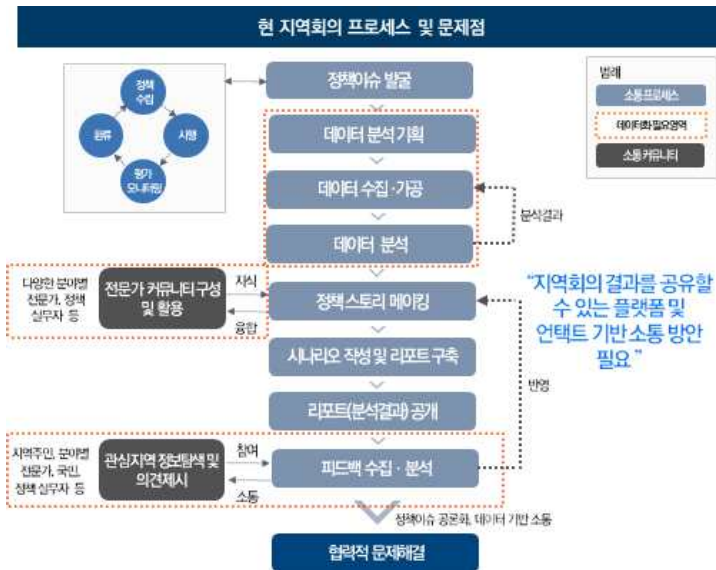 현 지역회의 프로세스 및 문제점
정책
수립
시행
평가
모니터링
환류
정책이슈 발굴
데이터 분석 기획
데이터 수집·가공
데이터 분석
분석결과
범례
소통프로세스
데이터화 필요영역
소통커뮤니티
다양한 분야별
전문가, 정책
실무자 등
전문가 커뮤니티 구성
및 활용
지식
융합
정책 스토리 메이킹
시나리오 작성 및 리포트 구축
리포트(분석결과) 공개
반영
“지역회의 결과를 공유할
수 있는 플랫폼 및
언택트 기반 소통 방안
필요”
지역주민, 분야별
전문가, 국민,
정책 실무자 등
관심지역 정보탐색 및
의견제시
참여
소통
피드백 수집 · 분석
정책이슈 공론화, 데이터 기반 소통
협력적 문제해결